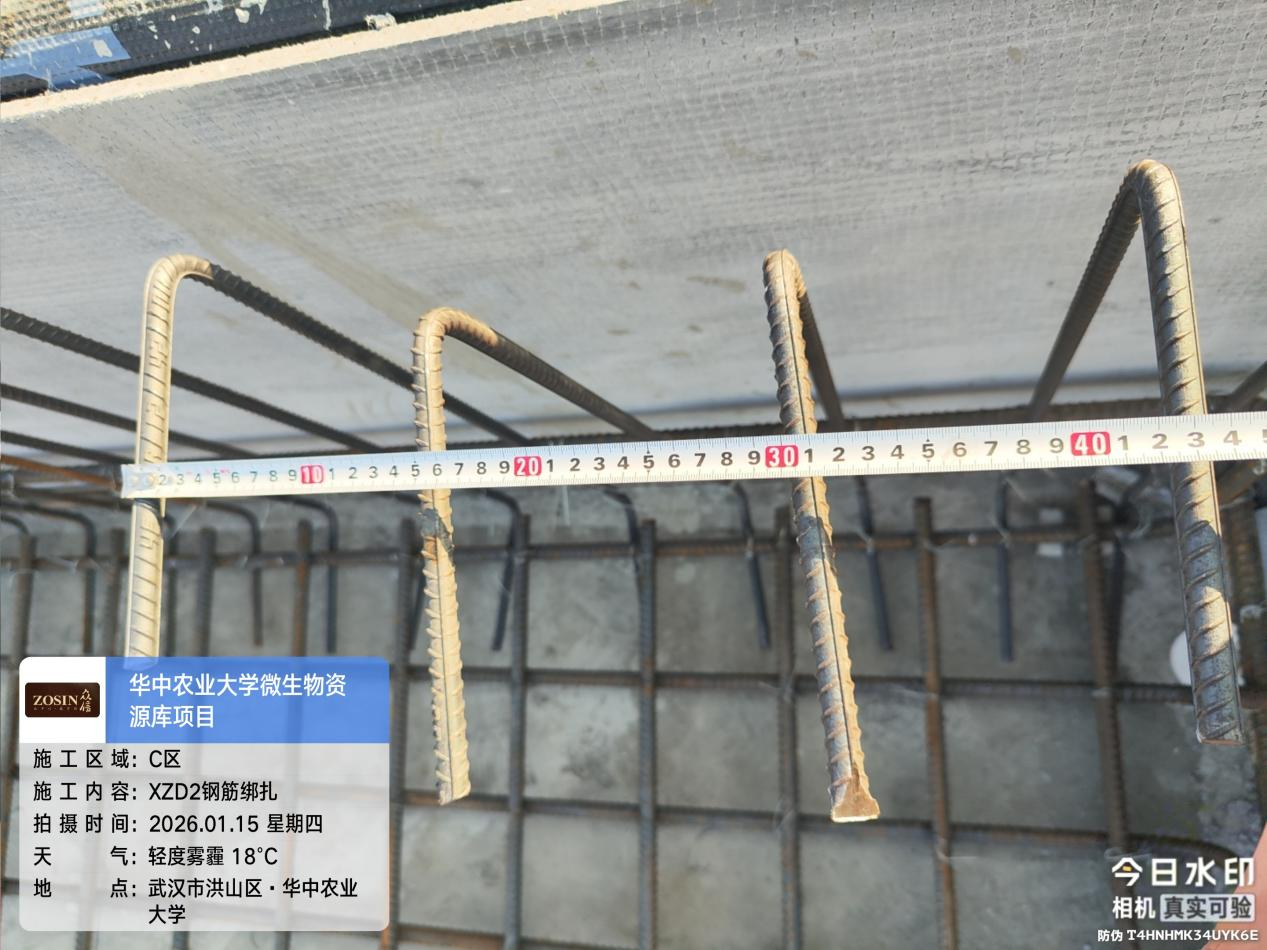 2 3 4 5 6 7 8 9 10 1 2 3 4 5 6 7 8 9 20 1 2 3 4 5 6 7 8 9 30 1 2 3 4 5 6 7 8 9 40 1 2 3 4
ZOSIN众信
华中农业大学微生物资
源库项目
施工区域：C区
施工内容：XZD2钢筋绑扎
拍摄时间：2026.01.15 星期四
天气：轻度雾霾 18℃
地点：武汉市洪山区·华中农业
大学
今日水印
相机 真实可验
防伪 T4HNHMK34UYK6E